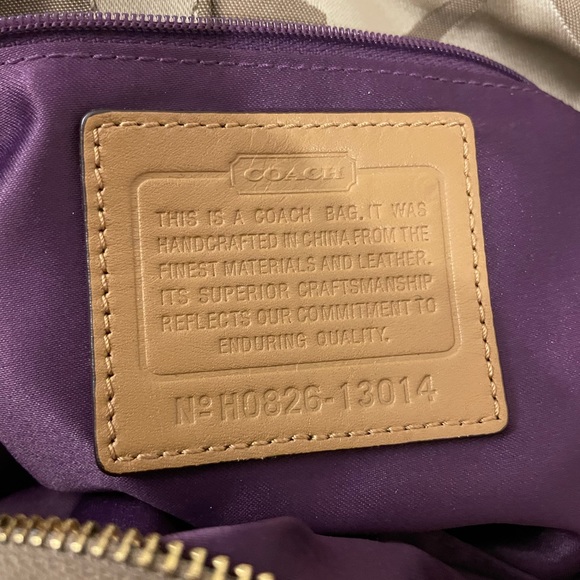 COACH
THIS IS A COACH BAG. IT WAS
HANDCRAFTED IN CHINA FROM THE
FINEST MATERIALS AND LEATHER.
ITS SUPERIOR CRAFTSMANSHIP
REFLECTS OUR COMMITMENT TO
ENDURING QUALITY.
Nº H0826-13014